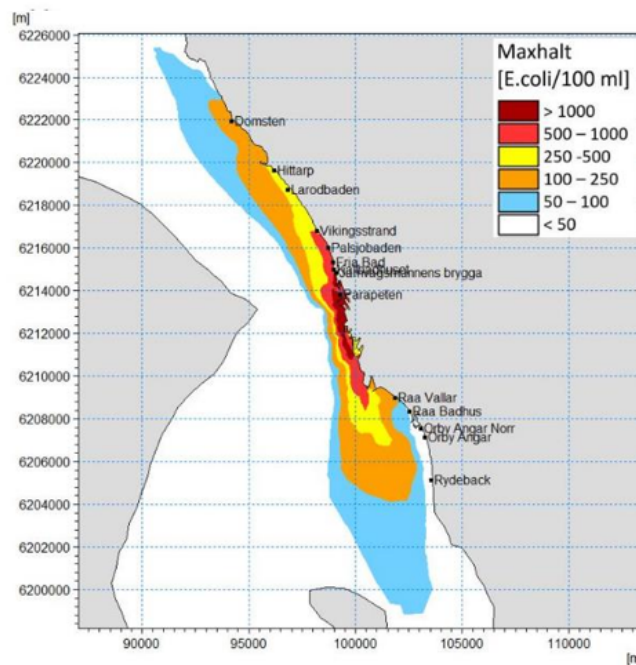 [m]
6226000
Maxhalt
[E.coli/100 ml]
> 1000
500 – 1000
250 -500
100 – 250
50 – 100
< 50
6224000
6222000
Domsten
6220000
Hittarp
Larodbaden
6218000
Vikingsstrand
6216000
Palsjobaden
Fria Bad
Jarnvagsmannens brygga
6214000
Parapeten
6212000
6210000
Raa Vallar
Raa Badhus
6208000
Orby Angar Norr
Orby Angar
6206000
Rydeback
6204000
6202000
6200000
90000
95000
100000
105000
110000